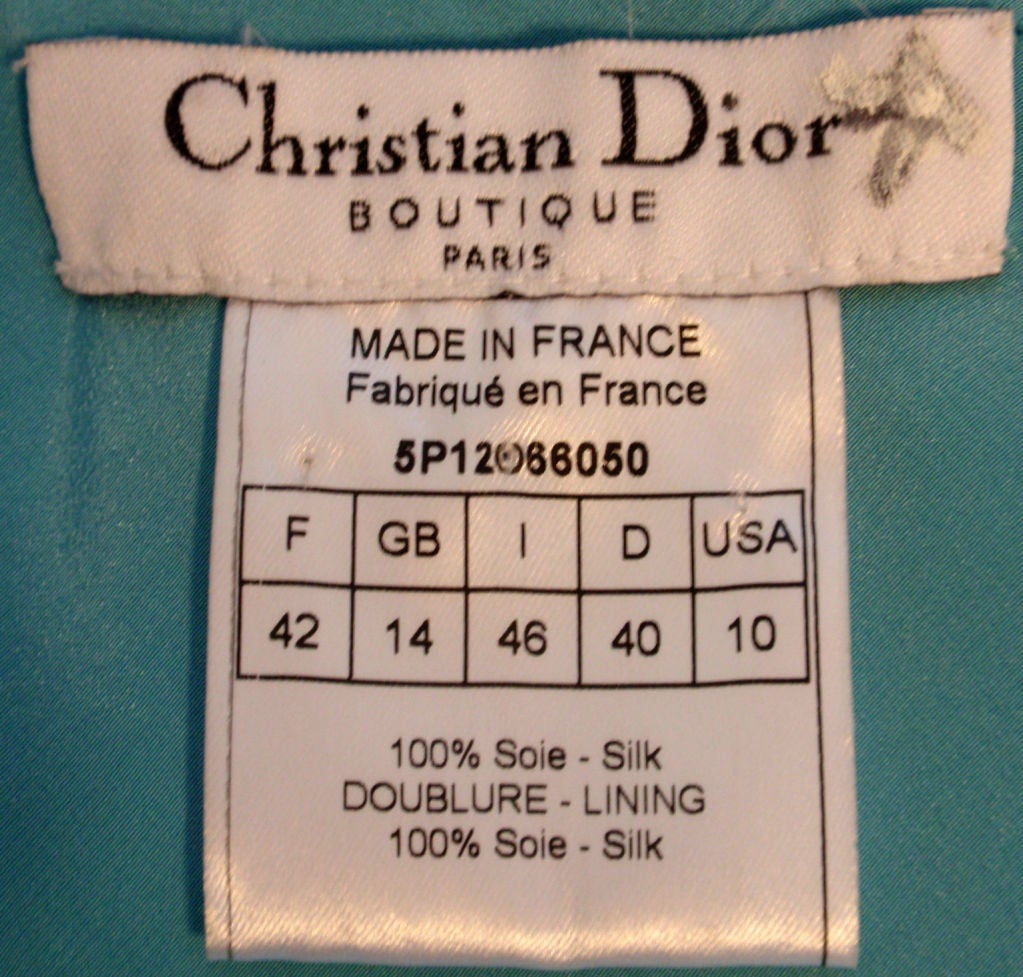 Christian Dior
BOUTIQUE
PARIS
MADE IN FRANCE
Fabriqué en France
5P12066050
F GB I D USA
42 14 46 40 10
100% Soie - Silk
DOUBLURE - LINING
100% Soie - Silk